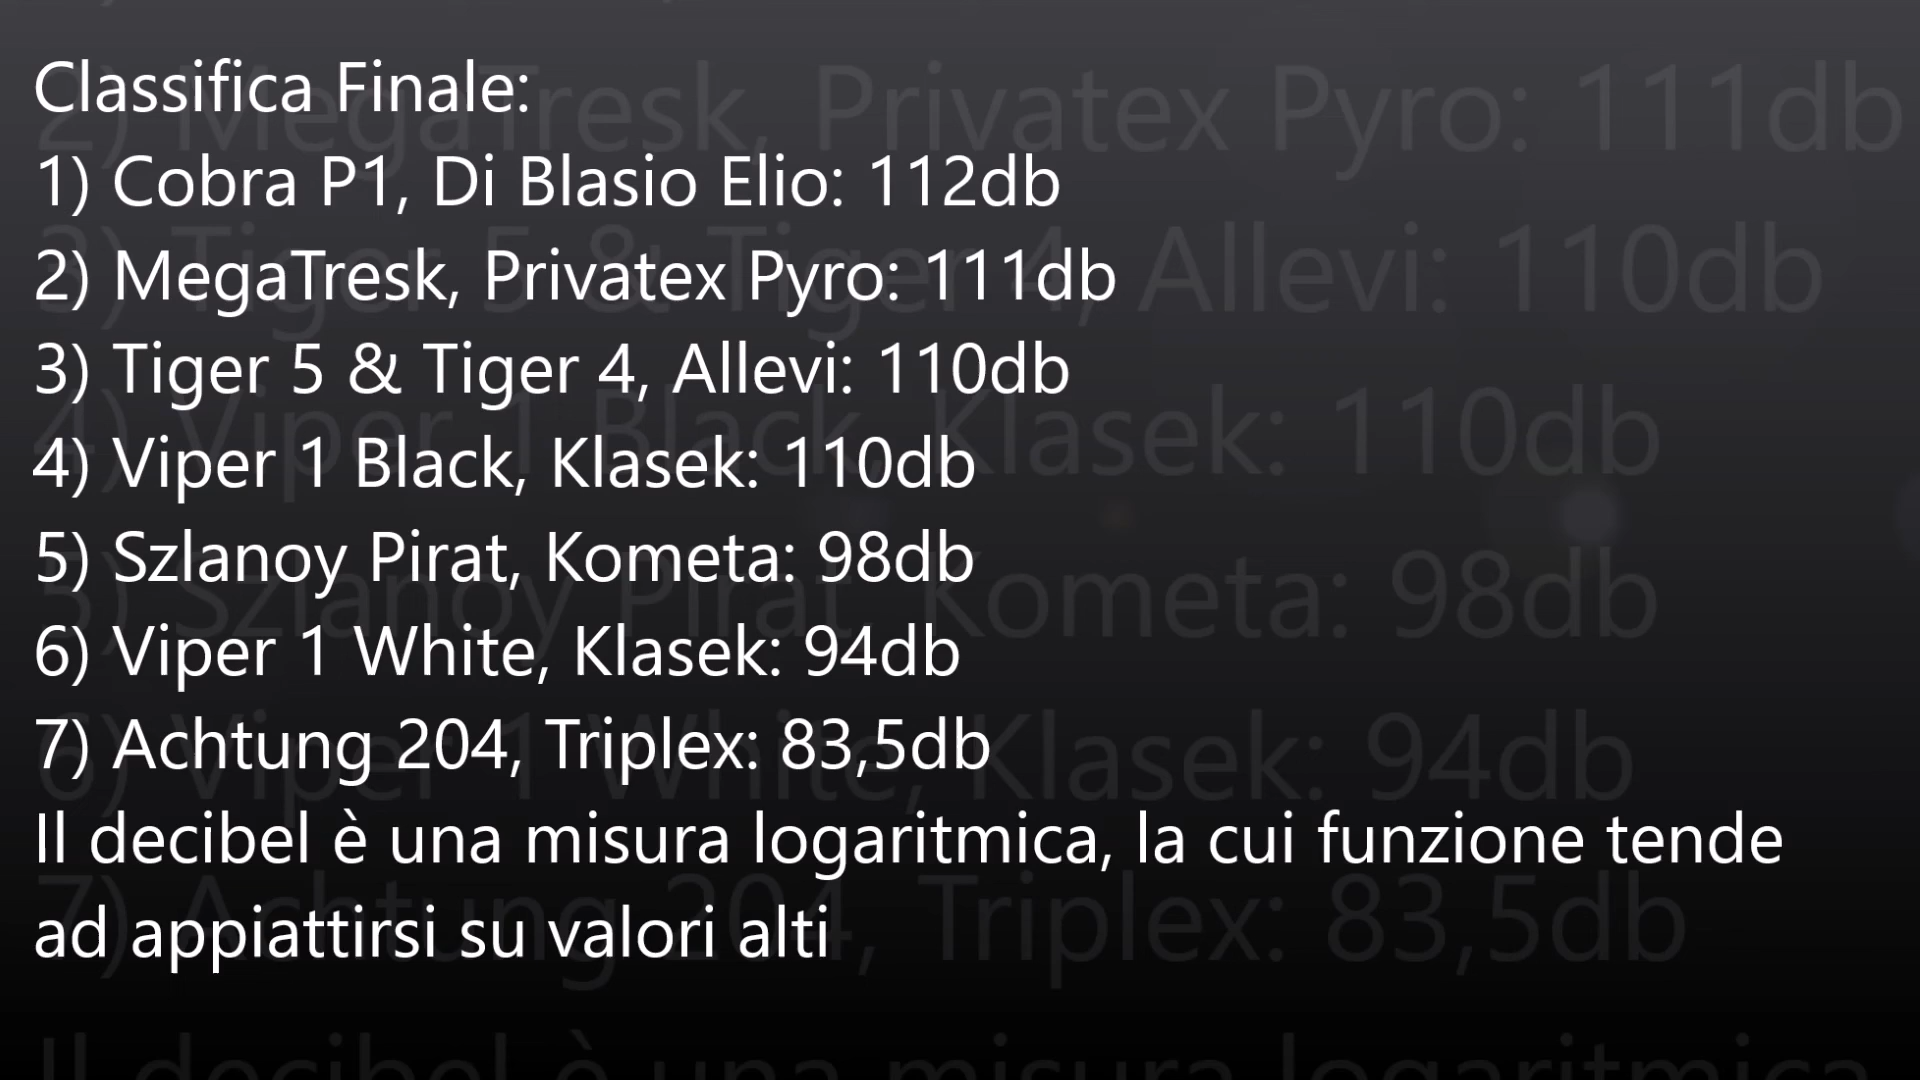 Classifica Finale:
1) Cobra P1, Di Blasio Elio: 112db
2) MegaTresk, Privatex Pyro: 111db
3) Tiger 5 & Tiger 4, Allevi: 110db
4) Viper 1 Black, Klasek: 110db
5) Szlanoy Pirat, Kometa: 98db
6) Viper 1 White, Klasek: 94db
7) Achtung 204, Triplex: 83,5db
Il decibel è una misura logaritmica, la cui funzione tende
ad appiattirsi su valori alti